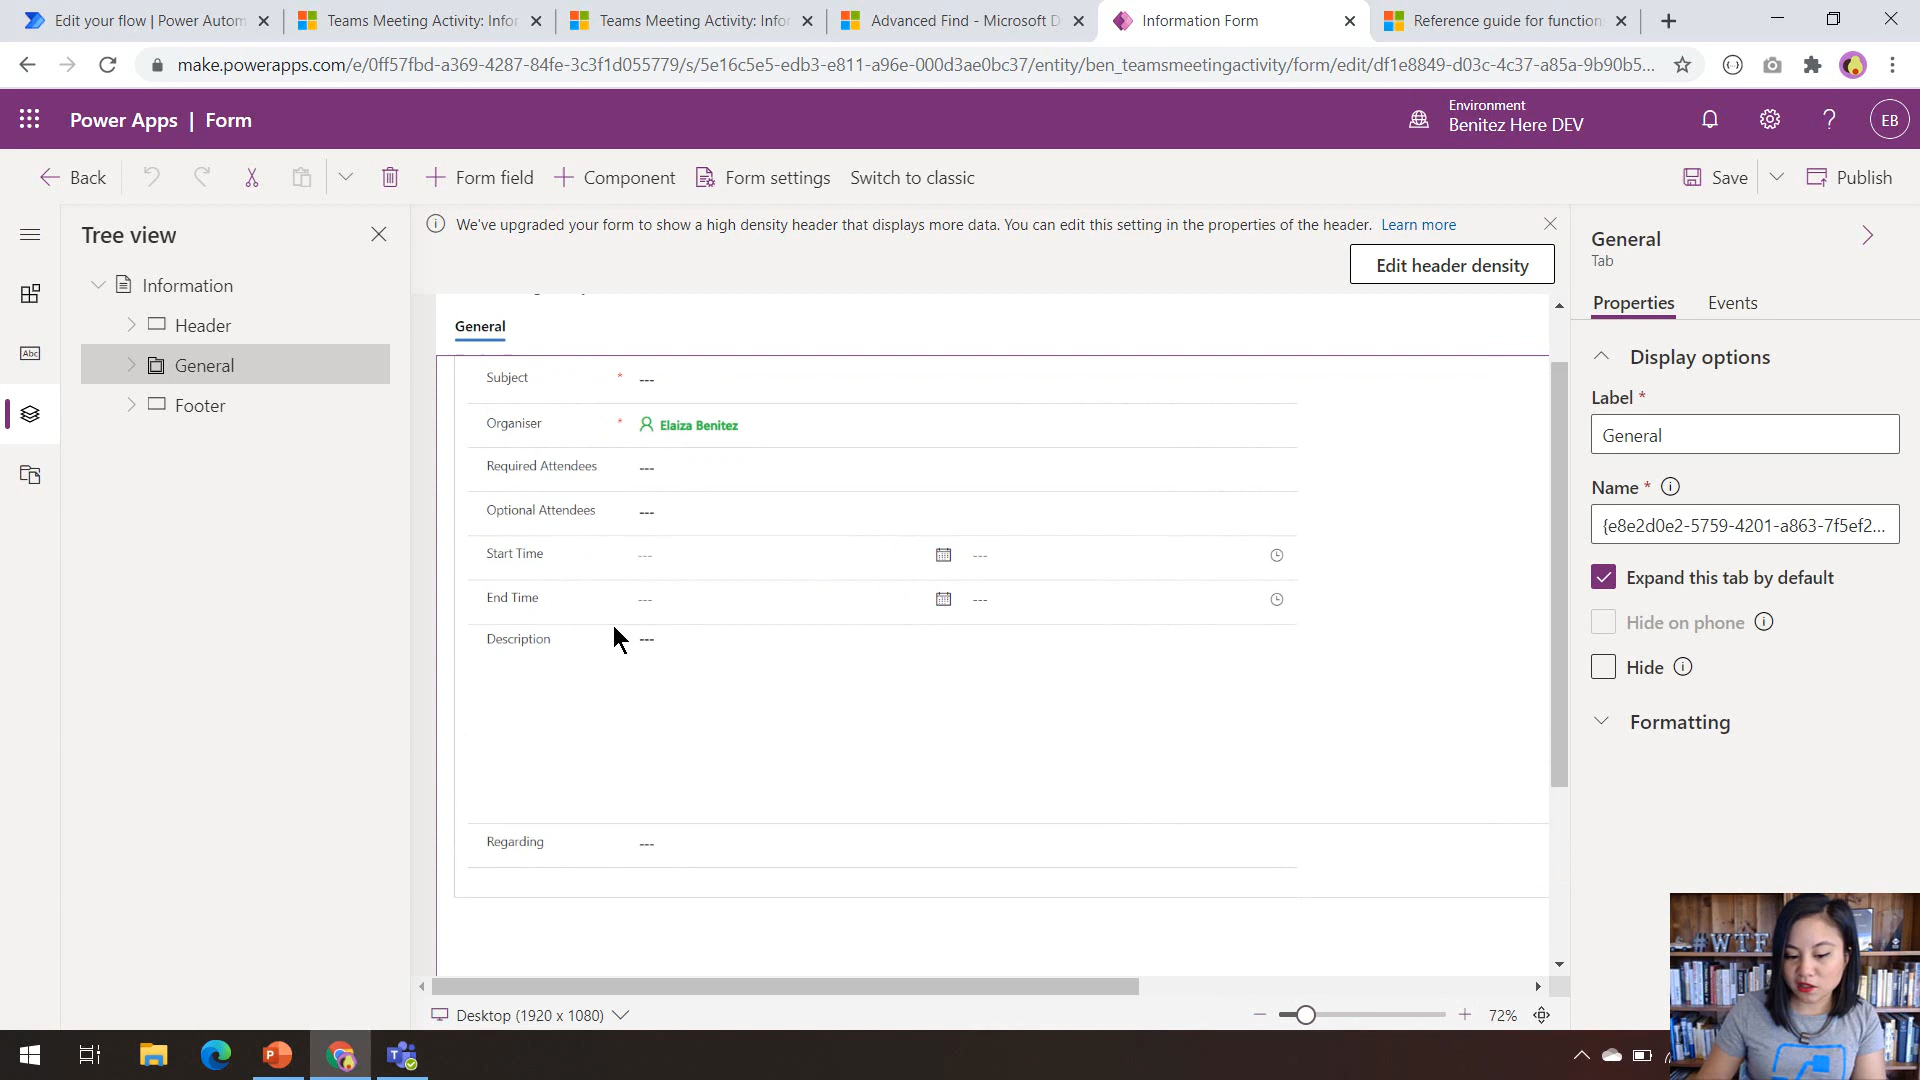 Edit your flow | Power Autom
Teams Meeting Activity: Infor
Teams Meeting Activity: Infor
Advanced Find - Microsoft D
Information Form
Reference guide for function
make.powerapps.com/e/0ff57fbd-a369-4287-84fe-3c3f1d055779/s/5e16c5e5-edb3-e811-a96e-000d3ae0bc37/entity/ben_teamsmeetingactivity/form/edit/df1e8849-d03c-4c37-a85a-9b90b5...
Power Apps | Form
Environment
Benitez Here DEV
EB
Back
Form field
Component
Form settings
Switch to classic
Save
Publish
Tree view
Information
Header
General
Footer
Abc
We've upgraded your form to show a high density header that displays more data. You can edit this setting in the properties of the header. Learn more
Edit header density
General
Subject * ---
Organiser * Elaiza Benitez
Required Attendees ---
Optional Attendees ---
Start Time --- ---
End Time --- ---
Description ---
Regarding ---
Desktop (1920 x 1080)
72%
General
Tab
Properties
Events
Display options
Label *
General
Name *
{e8e2d0e2-5759-4201-a863-7f5ef2...
Expand this tab by default
Hide on phone
Hide
Formatting
#WTF